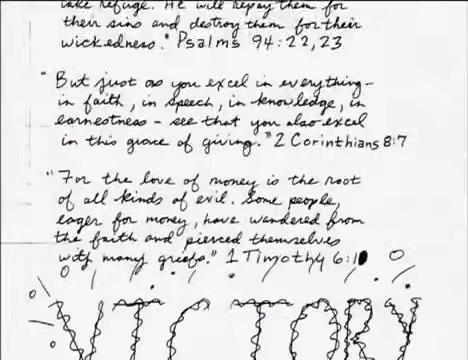 take refuge. He will repay them for
their sins and destroy them for their
wickedness." Psalms 94:22,23
"But just as you excel in everything-
in faith, in speech, in knowledge, in
earnestness - see that you also excel
in this grace of giving." 2 Corinthians 8:7
"For the love of money is the root
of all kinds of evil. Some people,
eager for money, have wandered from
the faith and pierced themselves
with many griefs." 1 Timothy 6:10
VICTORY